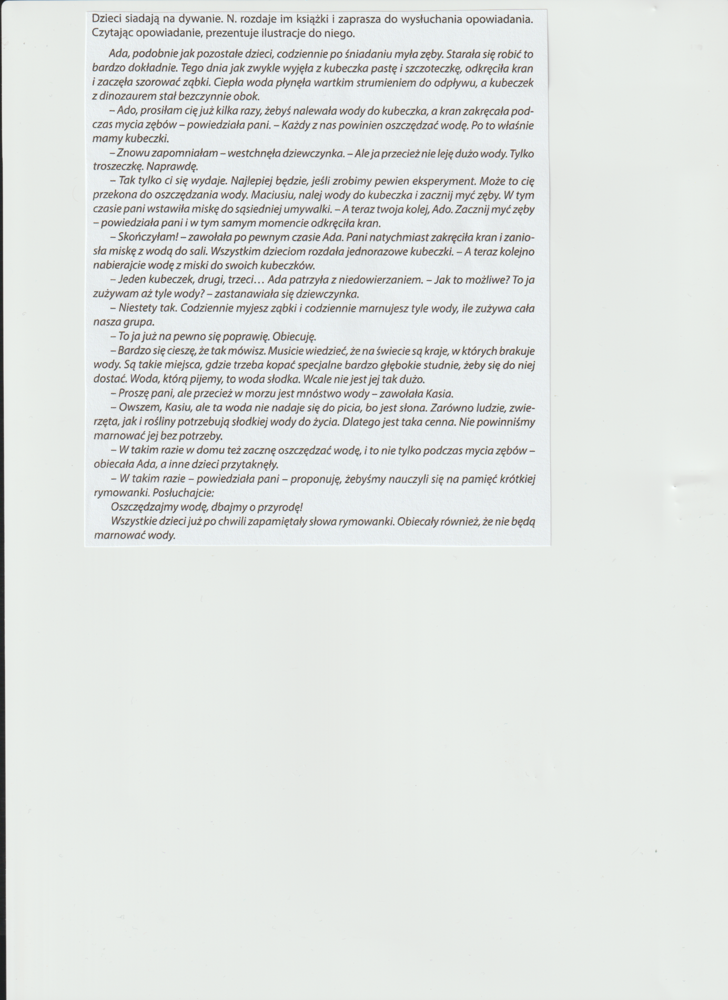 Dzieci siadają na dywanie. N. rozdaje im książki i zaprasza do wysłuchania opowiadania.
Czytając opowiadanie, prezentuje ilustracje do niego.
Ada, podobnie jak pozostałe dzieci, codziennie po śniadaniu myła zęby. Starała się robić to
bardzo dokładnie. Tego dnia jak zwykle wyjęła z kubeczka pastę i szczoteczkę, odkręciła kran
i zaczęła szorować ząbki. Ciepła woda płynęła wartkim strumieniem do odpływu, a kubeczek
z dinozaurem stał bezczynnie obok.
– Ado, prosiłam cię już kilka razy, żebyś nalewała wody do kubeczka, a kran zakręcała pod-
czas mycia zębów – powiedziała pani. – Każdy z nas powinien oszczędzać wodę. Po to właśnie
mamy kubeczki.
– Znowu zapomniałam – westchnęła dziewczynka. – Ale ja przecież nie leję dużo wody. Tylko
troszeczkę. Naprawdę.
– Tak tylko ci się wydaje. Najlepiej będzie, jeśli zrobimy pewien eksperyment. Może to cię
przekona do oszczędzania wody. Maciusiu, nalej wody do kubeczka i zacznij myć zęby. W tym
czasie pani wstawiła miskę do sąsiedniej umywalki. – A teraz twoja kolej, Ado. Zacznij myć zęby
– powiedziała pani i w tym samym momencie odkręciła kran.
– Skończyłam! – zawołała po pewnym czasie Ada. Pani natychmiast zakręciła kran i zanio-
sła miskę z wodą do sali. Wszystkim dzieciom rozdała jednorazowe kubeczki. – A teraz kolejno
nabierajcie wodę z miski do swoich kubeczków.
– Jeden kubeczek, drugi, trzeci… Ada patrzyła z niedowierzaniem. – Jak to możliwe? To ja
zużywam aż tyle wody? – zastanawiała się dziewczynka.
– Niestety tak. Codziennie myjesz ząbki i codziennie marnujesz tyle wody, ile zużywa cała
nasza grupa.
– To ja już na pewno się poprawię. Obiecuję.
– Bardzo się cieszę, że tak mówisz. Musicie wiedzieć, że na świecie są kraje, w których brakuje
wody. Są takie miejsca, gdzie trzeba kopać specjalne bardzo głębokie studnie, żeby się do niej
dostać. Woda, którą pijemy, to woda słodka. Wcale nie jest jej tak dużo.
– Proszę pani, ale przecież w morzu jest mnóstwo wody – zawołała Kasia.
– Owszem, Kasiu, ale ta woda nie nadaje się do picia, bo jest słona. Zarówno ludzie, zwie-
rzęta, jak i rośliny potrzebują słodkiej wody do życia. Dlatego jest taka cenna. Nie powinniśmy
marnować jej bez potrzeby.
– W takim razie w domu też zacznę oszczędzać wodę, i to nie tylko podczas mycia zębów –
obiecała Ada, a inne dzieci przytaknęły.
– W takim razie – powiedziała pani – proponuję, żebyśmy nauczyli się na pamięć krótkiej
rymowanki. Posłuchajcie:
Oszczędzajmy wodę, dbajmy o przyrodę!
Wszystkie dzieci już po chwili zapamiętały słowa rymowanki. Obiecały również, że nie będą
marnować wody.